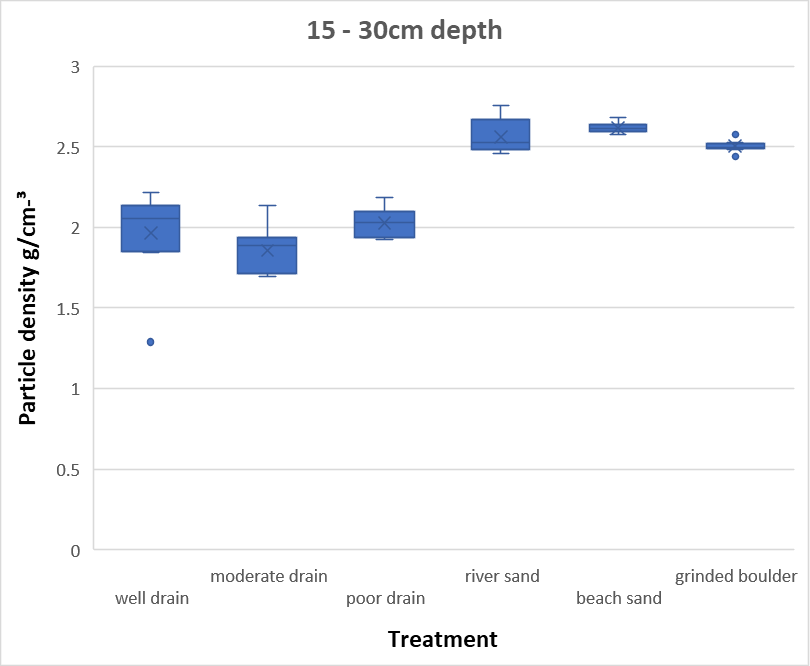 15 - 30cm depth
Particle density g/cm-³
3
2.5
2
1.5
1
0.5
0
well drain
moderate drain
poor drain
river sand
beach sand
grinded boulder
Treatment